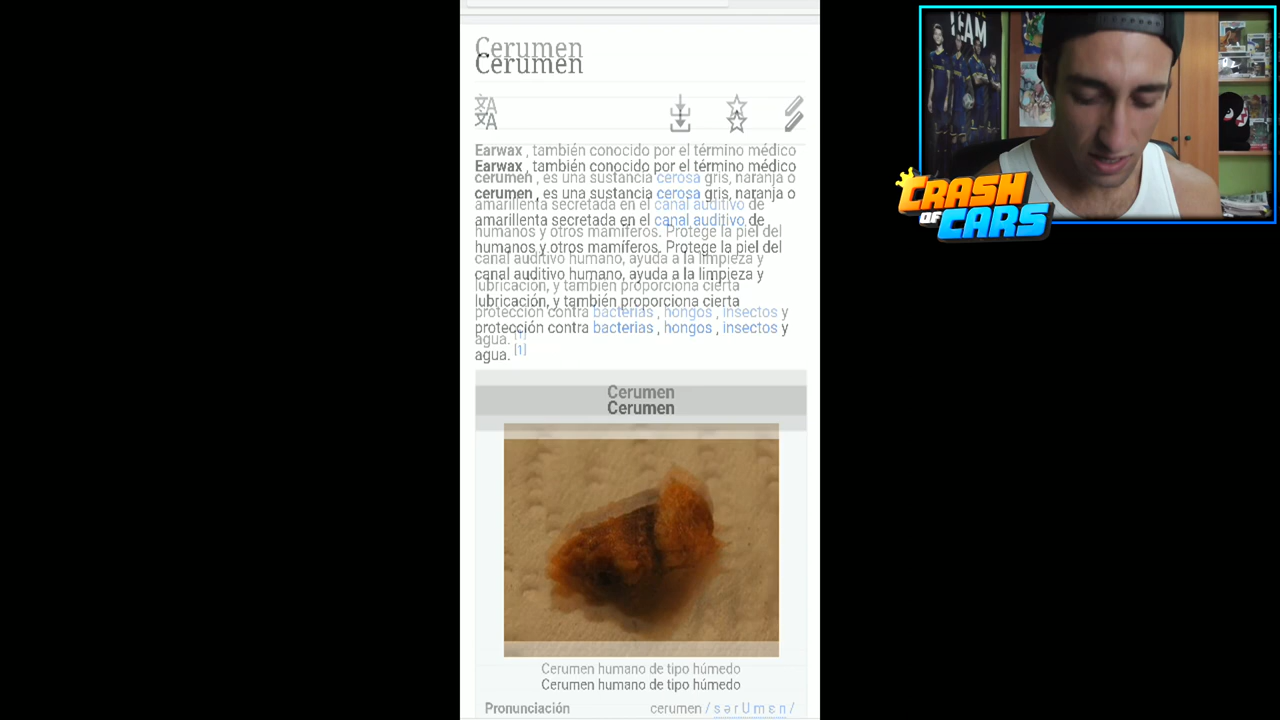 Cerumen
Earwax , también conocido por el término médico
cerumen , es una sustancia cerosa gris, naranja o
amarillenta secretada en el canal auditivo de
humanos y otros mamíferos. Protege la piel del
canal auditivo humano, ayuda a la limpieza y
lubricación, y también proporciona cierta
protección contra bacterias , hongos , insectos y
agua. [1]
Cerumen
Cerumen humano de tipo húmedo
Pronunciación cerumen / s ə r U m ɛ n /
TEAM
CRASH
OF
CARS